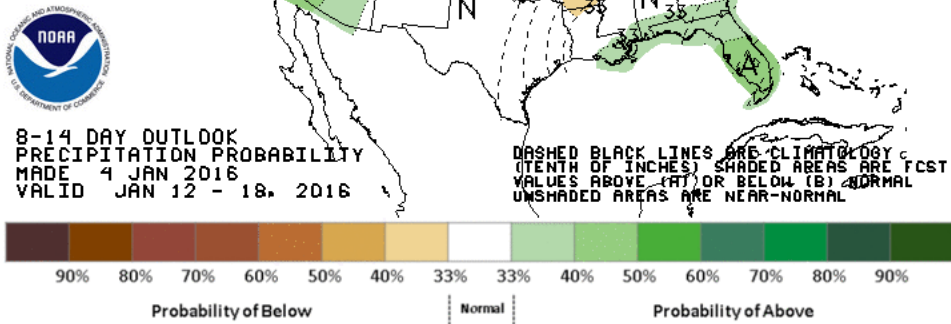 N
33
N
33
33
A
NATIONAL OCEANIC AND ATMOSPHERIC ADMINISTRATION
NOAA
U.S. DEPARTMENT OF COMMERCE
8-14 DAY OUTLOOK
PRECIPITATION PROBABILITY
MADE 4 JAN 2016
VALID JAN 12 - 18, 2016
DASHED BLACK LINES ARE CLIMATOLOGY
(TENTH OF INCHES) SHADED AREAS ARE FCST
VALUES ABOVE (A) OR BELOW (B) NORMAL
UNSHADED AREAS ARE NEAR-NORMAL
90% 80% 70% 60% 50% 40% 33% 33% 40% 50% 60% 70% 80% 90%
Probability of Below Normal Probability of Above